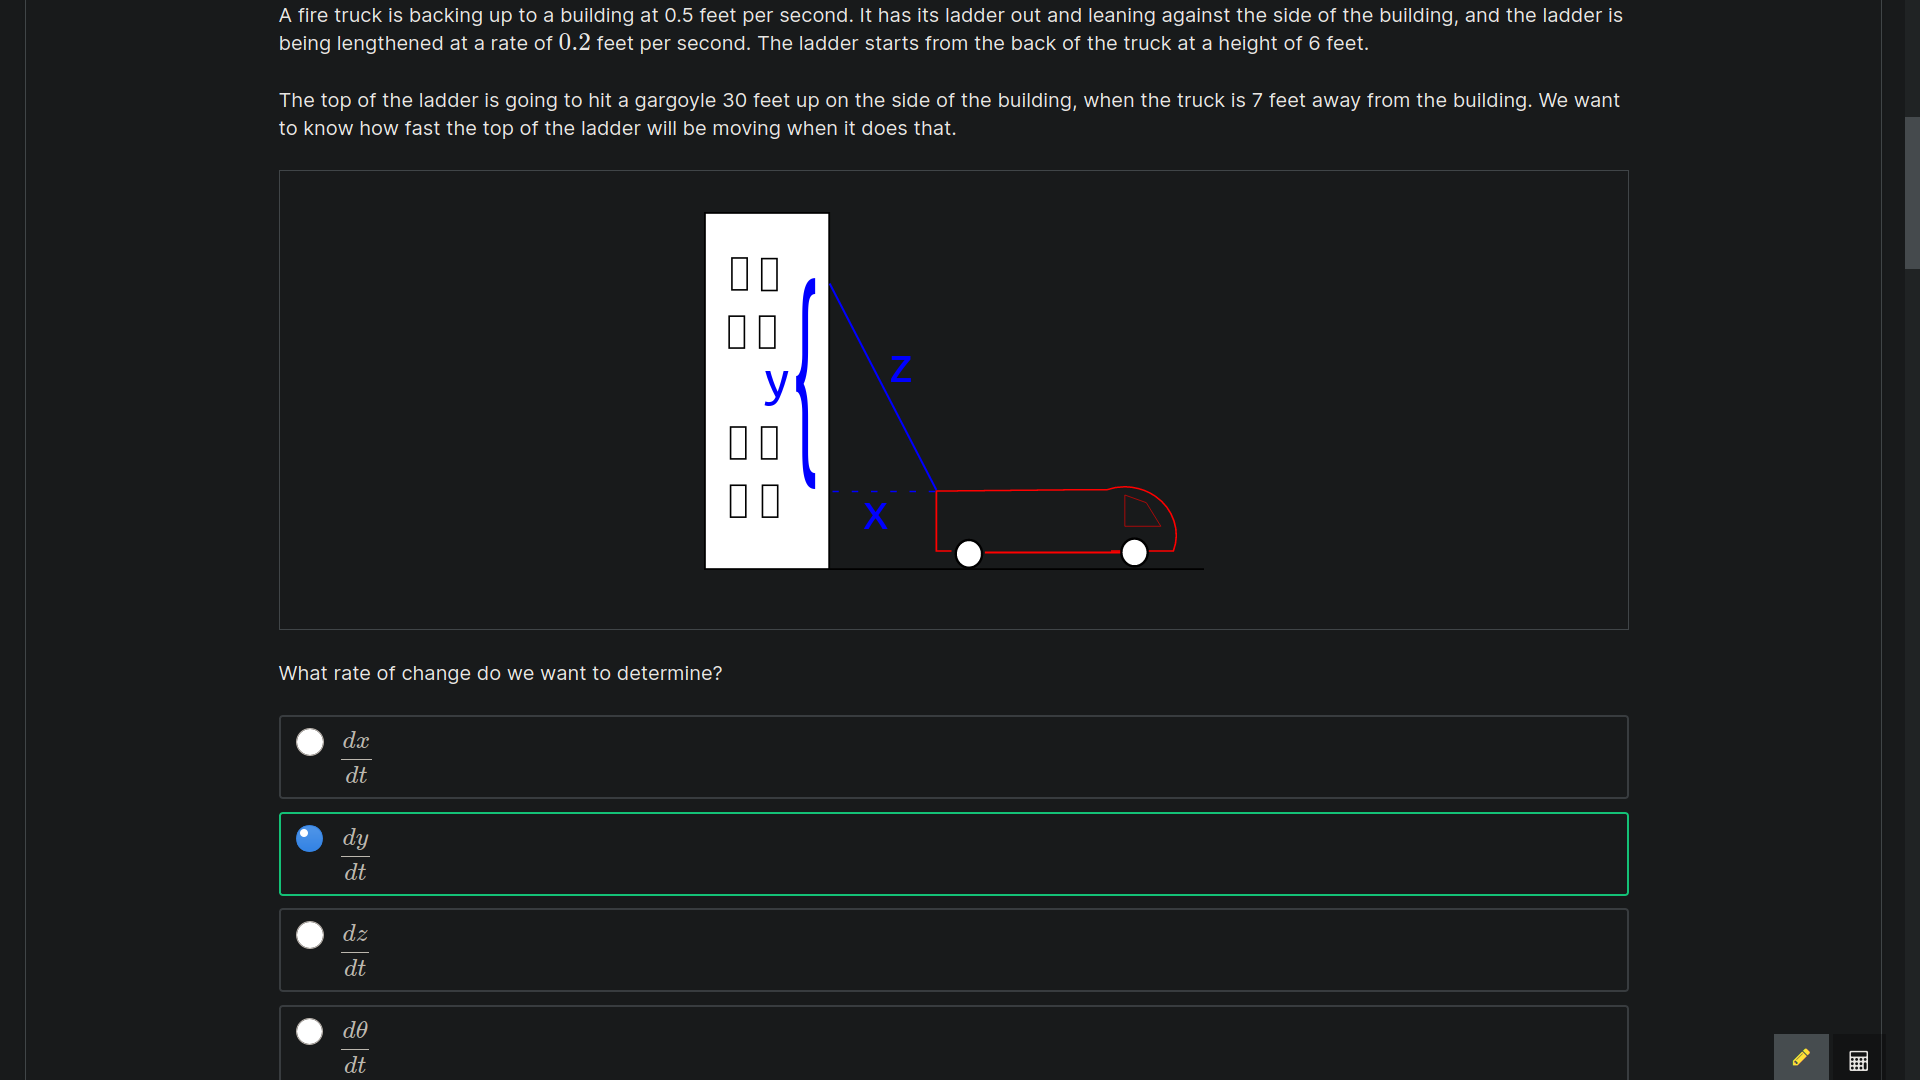 A fire truck is backing up to a building at 0.5 feet per second. It has its ladder out and leaning against the side of the building, and the ladder is
being lengthened at a rate of 0.2 feet per second. The ladder starts from the back of the truck at a height of 6 feet.
The top of the ladder is going to hit a gargoyle 30 feet up on the side of the building, when the truck is 7 feet away from the building. We want
to know how fast the top of the ladder will be moving when it does that.
z
y
x
What rate of change do we want to determine?
dx
dt
dy
dt
dz
dt
dθ
dt